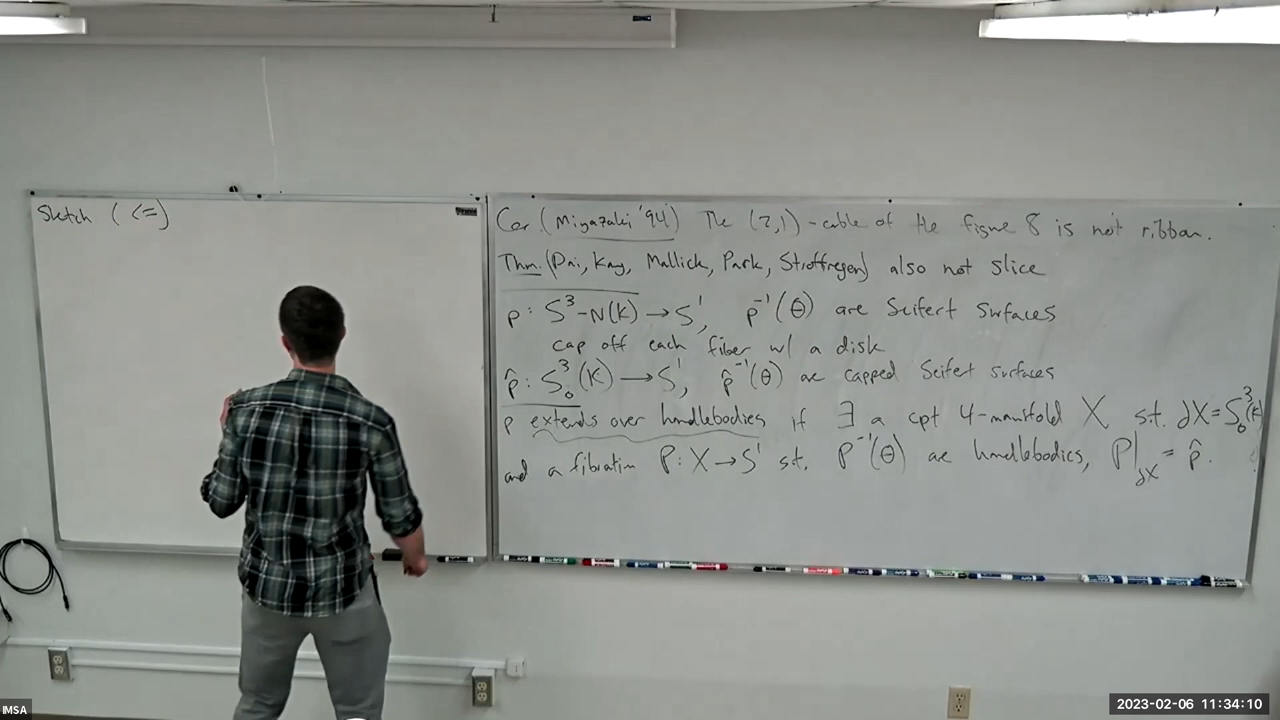 Sketch ( <=)
Cor (Miyazaki '94) The (2,1)-cable of the figure 8 is not ribbon.
Thm (Dai, Kang, Mallick, Park, Stoffregen) also not slice
p : S³-N(K) → S¹, p⁻¹(θ) are Seifert surfaces
cap off each fiber w/ a disk
p̂ : S³₀(K) → S¹, p̂⁻¹(θ) are capped Seifert surfaces
p extends over handlebodies if ∃ a cpt 4-manifold X s.t. ∂X = S³₀(K)
and a fibration P : X → S¹ s.t. P⁻¹(θ) are handlebodies, P|∂X = p̂.
IMSA
2023-02-06 11:34:10